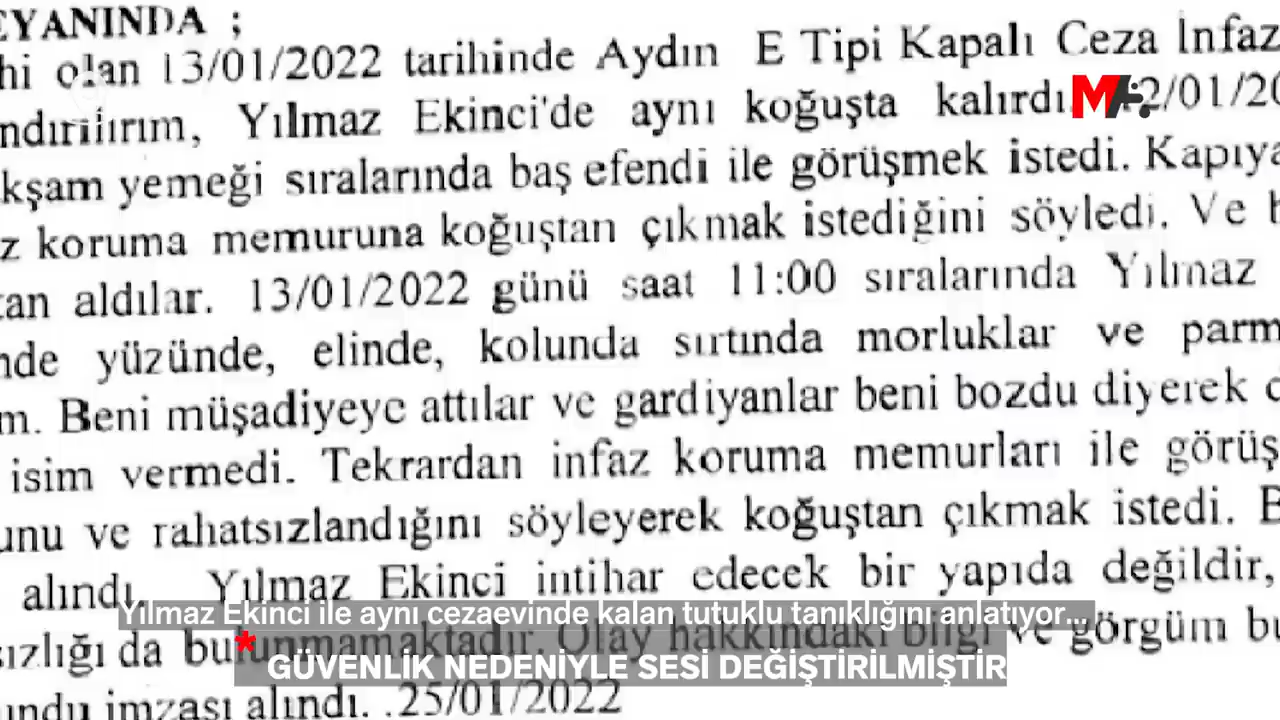 EYANINDA ;
hi olan 13/01/2022 tarihinde Aydın E Tipi Kapalı Ceza İnfaz
ndırılırım, Yılmaz Ekinci'de aynı koğuşta kalırdı. 2/01/20
MA
kşam yemeği sıralarında baş efendi ile görüşmek istedi. Kapıya
z koruma memuruna koğuştan çıkmak istediğini söyledi. Ve b
tan aldılar. 13/01/2022 günü saat 11:00 sıralarında Yılmaz
nde yüzünde, elinde, kolunda sırtında morluklar ve parm
m. Beni müşadiyeye attılar ve gardiyanlar beni bozdu diyerek
isim vermedi. Tekrardan infaz koruma memurları ile görüş
unu ve rahatsızlandığını söyleyerek koğuştan çıkmak istedi. B
alındı. Yılmaz Ekinci intihar edecek bir yapıda değildir,
Yılmaz Ekinci ile aynı cezaevinde kalan tutuklu tanıklığını anlatıyor...
sızlığı da bulunmamaktadır. Olay hakkındaki bilgi ve görgüm bu
* GÜVENLİK NEDENİYLE SESİ DEĞİŞTİRİLMİŞTİR
undu imzası alındı. .25/01/2022